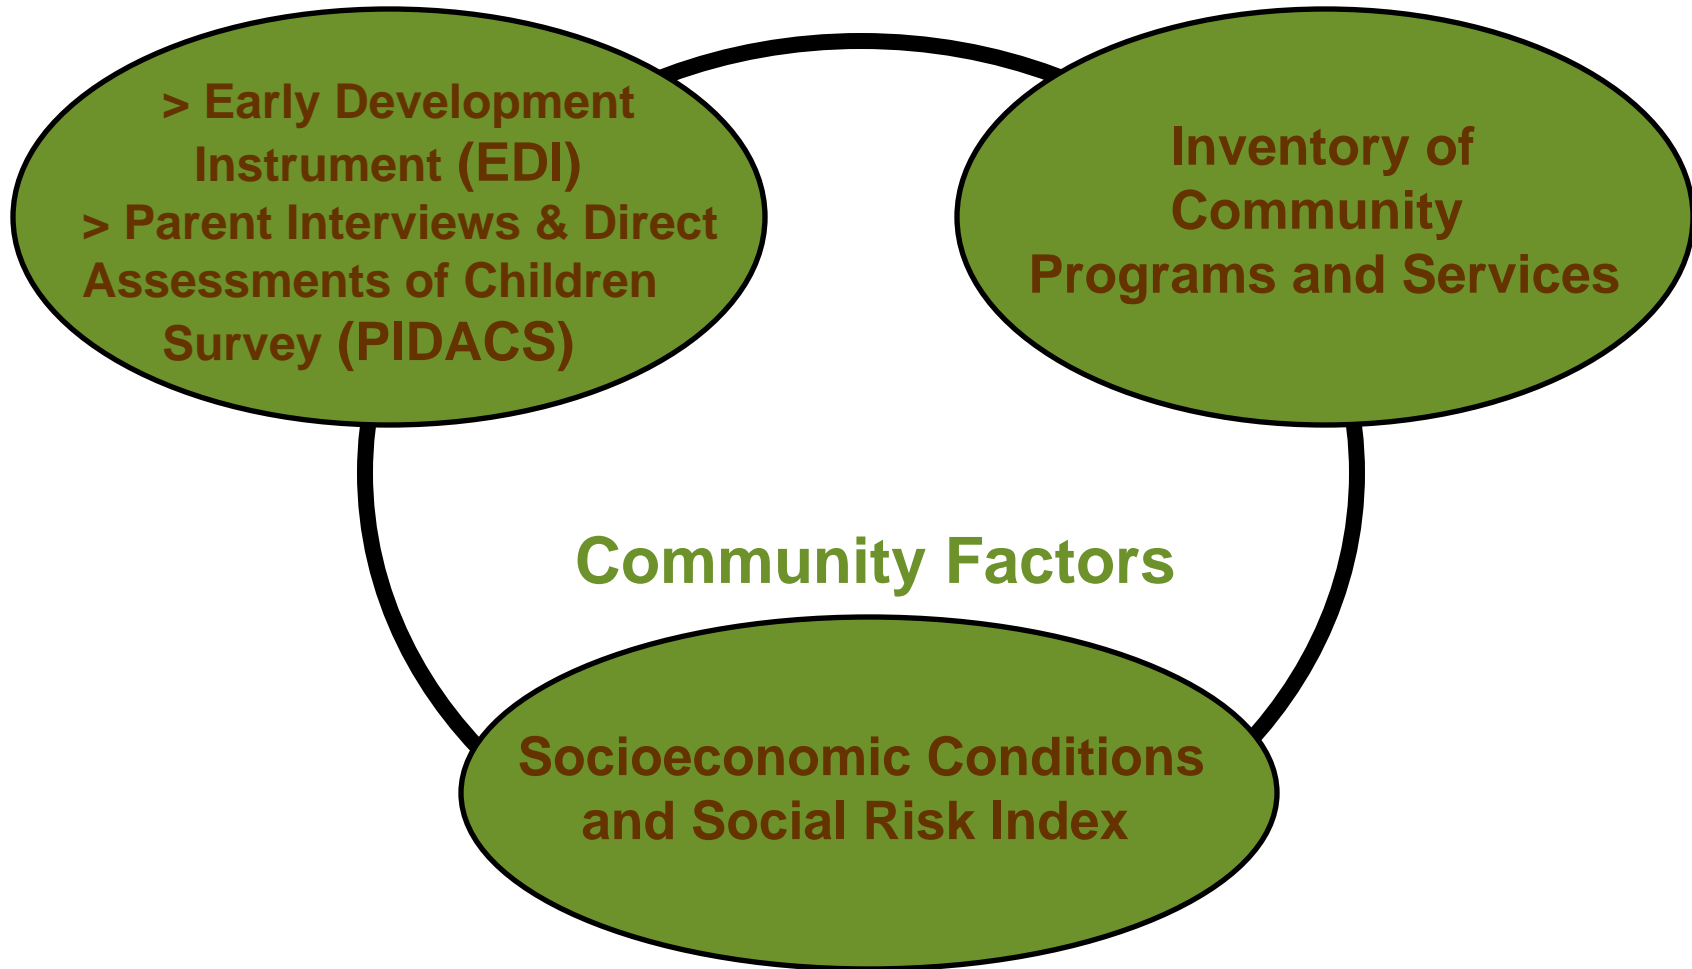 > Early Development
Instrument (EDI)
> Parent Interviews & Direct
Assessments of Children
Survey (PIDACS)
Inventory of
Community
Programs and Services
Community Factors
Socioeconomic Conditions
and Social Risk Index